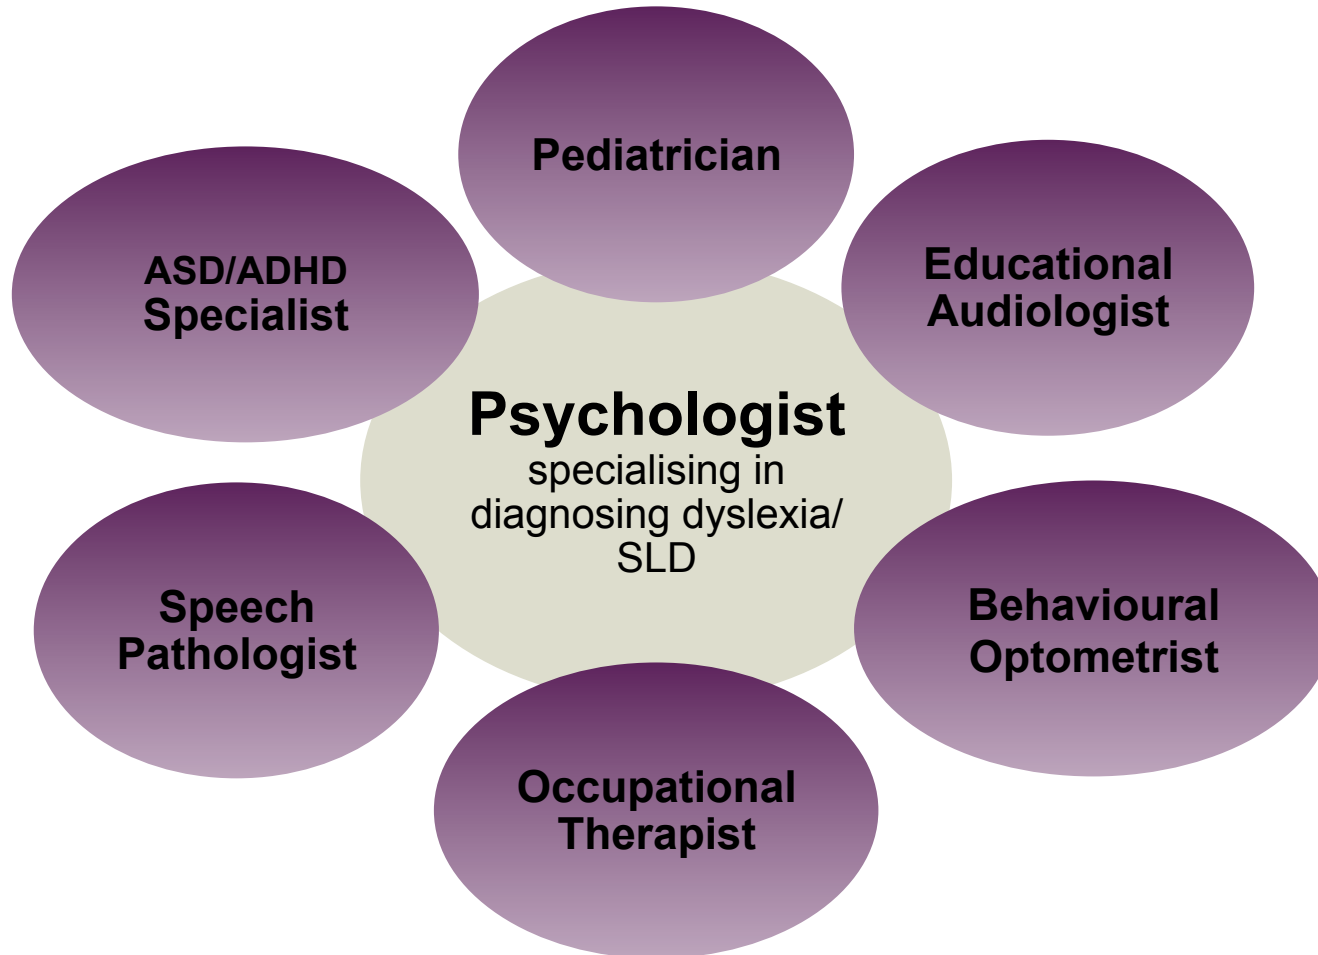 Pediatrician
ASD/ADHD
Specialist
Educational
Audiologist
Psychologist
specialising in
diagnosing dyslexia/
SLD
Speech
Pathologist
Behavioural
Optometrist
Occupational
Therapist